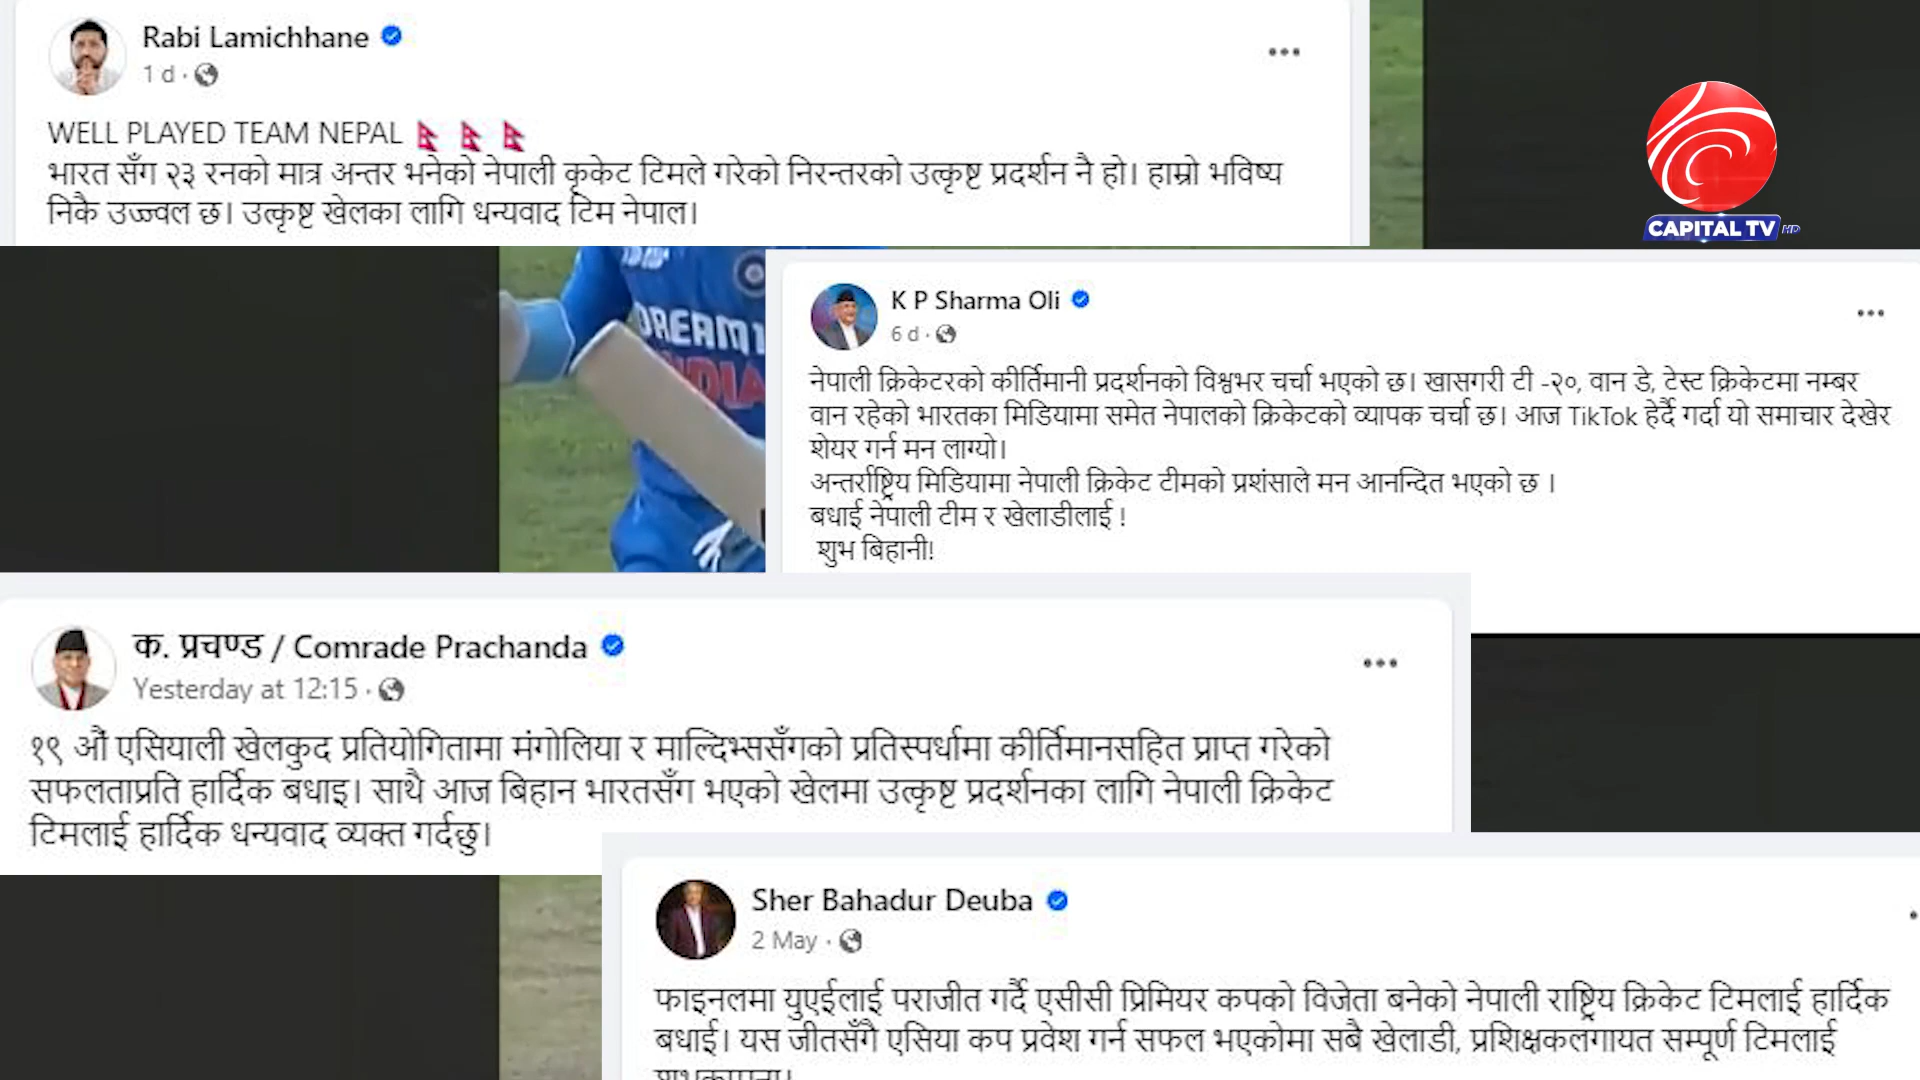 Rabi Lamichhane
1 d ·
WELL PLAYED TEAM NEPAL
भारत सँग २३ रनको मात्र अन्तर भनेको नेपाली कृकेट टिमले गरेको निरन्तरको उत्कृष्ट प्रदर्शन नै हो। हाम्रो भविष्य
निकै उज्ज्वल छ। उत्कृष्ट खेलका लागि धन्यवाद टिम नेपाल।
CAPITAL TV HD
DREAM
K P Sharma Oli
6 d ·
नेपाली क्रिकेटरको कीर्तिमानी प्रदर्शनको विश्वभर चर्चा भएको छ। खासगरी टी -२०, वान डे, टेस्ट क्रिकेटमा नम्बर
वान रहेको भारतका मिडियामा समेत नेपालको क्रिकेटको व्यापक चर्चा छ। आज TikTok हेर्दै गर्दा यो समाचार देखेर
शेयर गर्न मन लाग्यो।
अन्तर्राष्ट्रिय मिडियामा नेपाली क्रिकेट टीमको प्रशंसाले मन आनन्दित भएको छ ।
बधाई नेपाली टीम र खेलाडीलाई !
शुभ बिहानी!
क. प्रचण्ड / Comrade Prachanda
Yesterday at 12:15 ·
१९ औं एसियाली खेलकुद प्रतियोगितामा मंगोलिया र माल्दिभ्ससँगको प्रतिस्पर्धामा कीर्तिमानसहित प्राप्त गरेको
सफलताप्रति हार्दिक बधाइ। साथै आज बिहान भारतसँग भएको खेलमा उत्कृष्ट प्रदर्शनका लागि नेपाली क्रिकेट
टिमलाई हार्दिक धन्यवाद व्यक्त गर्दछु।
Sher Bahadur Deuba
2 May ·
फाइनलमा युएईलाई पराजीत गर्दै एसीसी प्रिमियर कपको विजेता बनेको नेपाली राष्ट्रिय क्रिकेट टिमलाई हार्दिक
बधाई। यस जीतसँगै एसिया कप प्रवेश गर्न सफल भएकोमा सबै खेलाडी, प्रशिक्षकलगायत सम्पूर्ण टिमलाई